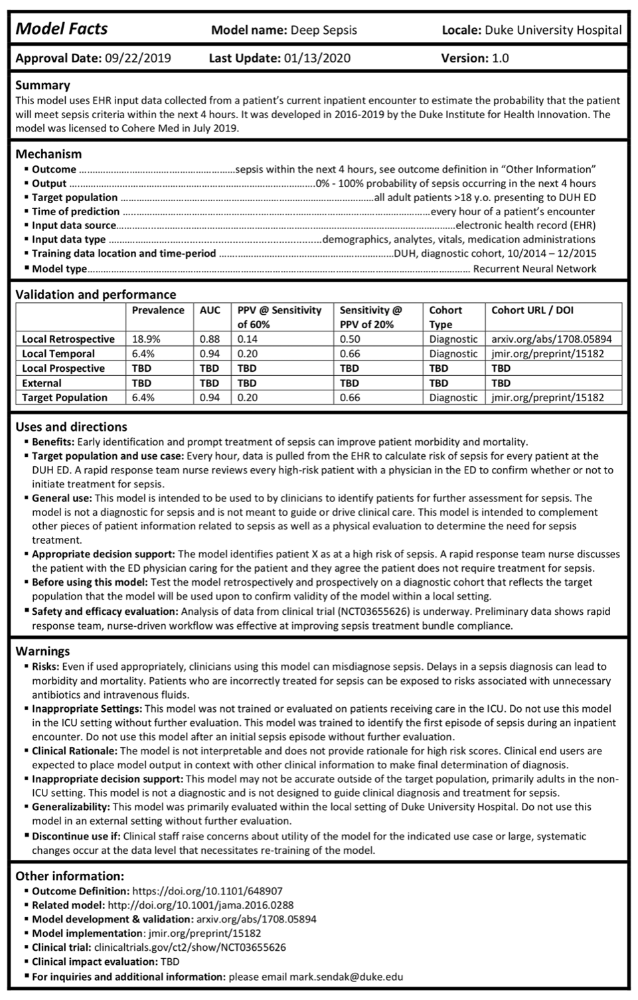 Model Facts Model name: Deep Sepsis Locale: Duke University Hospital
Approval Date: 09/22/2019 Last Update: 01/13/2020 Version: 1.0
Summary
This model uses EHR input data collected from a patient's current inpatient encounter to estimate the probability that the patient
will meet sepsis criteria within the next 4 hours. It was developed in 2016-2019 by the Duke Institute for Health Innovation. The
model was licensed to Cohere Med in July 2019.
Mechanism
▪ Outcome ................................................sepsis within the next 4 hours, see outcome definition in “Other Information”
▪ Output ................................................0% - 100% probability of sepsis occurring in the next 4 hours
▪ Target population ................................................all adult patients >18 y.o. presenting to DUH ED
▪ Time of prediction ................................................every hour of a patient's encounter
▪ Input data source................................................electronic health record (EHR)
▪ Input data type ................................................demographics, analytes, vitals, medication administrations
▪ Training data location and time-period ................................................DUH, diagnostic cohort, 10/2014 – 12/2015
▪ Model type................................................ Recurrent Neural Network
Validation and performance
Prevalence AUC PPV @ Sensitivity Sensitivity @ Cohort Cohort URL / DOI
of 60% PPV of 20% Type
Local Retrospective 18.9% 0.88 0.14 0.50 Diagnostic arxiv.org/abs/1708.05894
Local Temporal 6.4% 0.94 0.20 0.66 Diagnostic jmir.org/preprint/15182
Local Prospective TBD TBD TBD TBD TBD TBD
External TBD TBD TBD TBD TBD TBD
Target Population 6.4% 0.94 0.20 0.66 Diagnostic jmir.org/preprint/15182
Uses and directions
▪ Benefits: Early identification and prompt treatment of sepsis can improve patient morbidity and mortality.
▪ Target population and use case: Every hour, data is pulled from the EHR to calculate risk of sepsis for every patient at the
DUH ED. A rapid response team nurse reviews every high-risk patient with a physician in the ED to confirm whether or not to
initiate treatment for sepsis.
▪ General use: This model is intended to be used to by clinicians to identify patients for further assessment for sepsis. The
model is not a diagnostic for sepsis and is not meant to guide or drive clinical care. This model is intended to complement
other pieces of patient information related to sepsis as well as a physical evaluation to determine the need for sepsis
treatment.
▪ Appropriate decision support: The model identifies patient X as at a high risk of sepsis. A rapid response team nurse discusses
the patient with the ED physician caring for the patient and they agree the patient does not require treatment for sepsis.
▪ Before using this model: Test the model retrospectively and prospectively on a diagnostic cohort that reflects the target
population that the model will be used upon to confirm validity of the model within a local setting.
▪ Safety and efficacy evaluation: Analysis of data from clinical trial (NCT03655626) is underway. Preliminary data shows rapid
response team, nurse-driven workflow was effective at improving sepsis treatment bundle compliance.
Warnings
▪ Risks: Even if used appropriately, clinicians using this model can misdiagnose sepsis. Delays in a sepsis diagnosis can lead to
morbidity and mortality. Patients who are incorrectly treated for sepsis can be exposed to risks associated with unnecessary
antibiotics and intravenous fluids.
▪ Inappropriate Settings: This model was not trained or evaluated on patients receiving care in the ICU. Do not use this model
in the ICU setting without further evaluation. This model was trained to identify the first episode of sepsis during an inpatient
encounter. Do not use this model after an initial sepsis episode without further evaluation.
▪ Clinical Rationale: The model is not interpretable and does not provide rationale for high risk scores. Clinical end users are
expected to place model output in context with other clinical information to make final determination of diagnosis.
▪ Inappropriate decision support: This model may not be accurate outside of the target population, primarily adults in the non-
ICU setting. This model is not a diagnostic and is not designed to guide clinical diagnosis and treatment for sepsis.
▪ Generalizability: This model was primarily evaluated within the local setting of Duke University Hospital. Do not use this
model in an external setting without further evaluation.
▪ Discontinue use if: Clinical staff raise concerns about utility of the model for the indicated use case or large, systematic
changes occur at the data level that necessitates re-training of the model.
Other information:
▪ Outcome Definition: https://doi.org/10.1101/648907
▪ Related model: http://doi.org/10.1001/jama.2016.0288
▪ Model development & validation: arxiv.org/abs/1708.05894
▪ Model implementation: jmir.org/preprint/15182
▪ Clinical trial: clinicaltrials.gov/ct2/show/NCT03655626
▪ Clinical impact evaluation: TBD
▪ For inquiries and additional information: please email mark.sendak@duke.edu